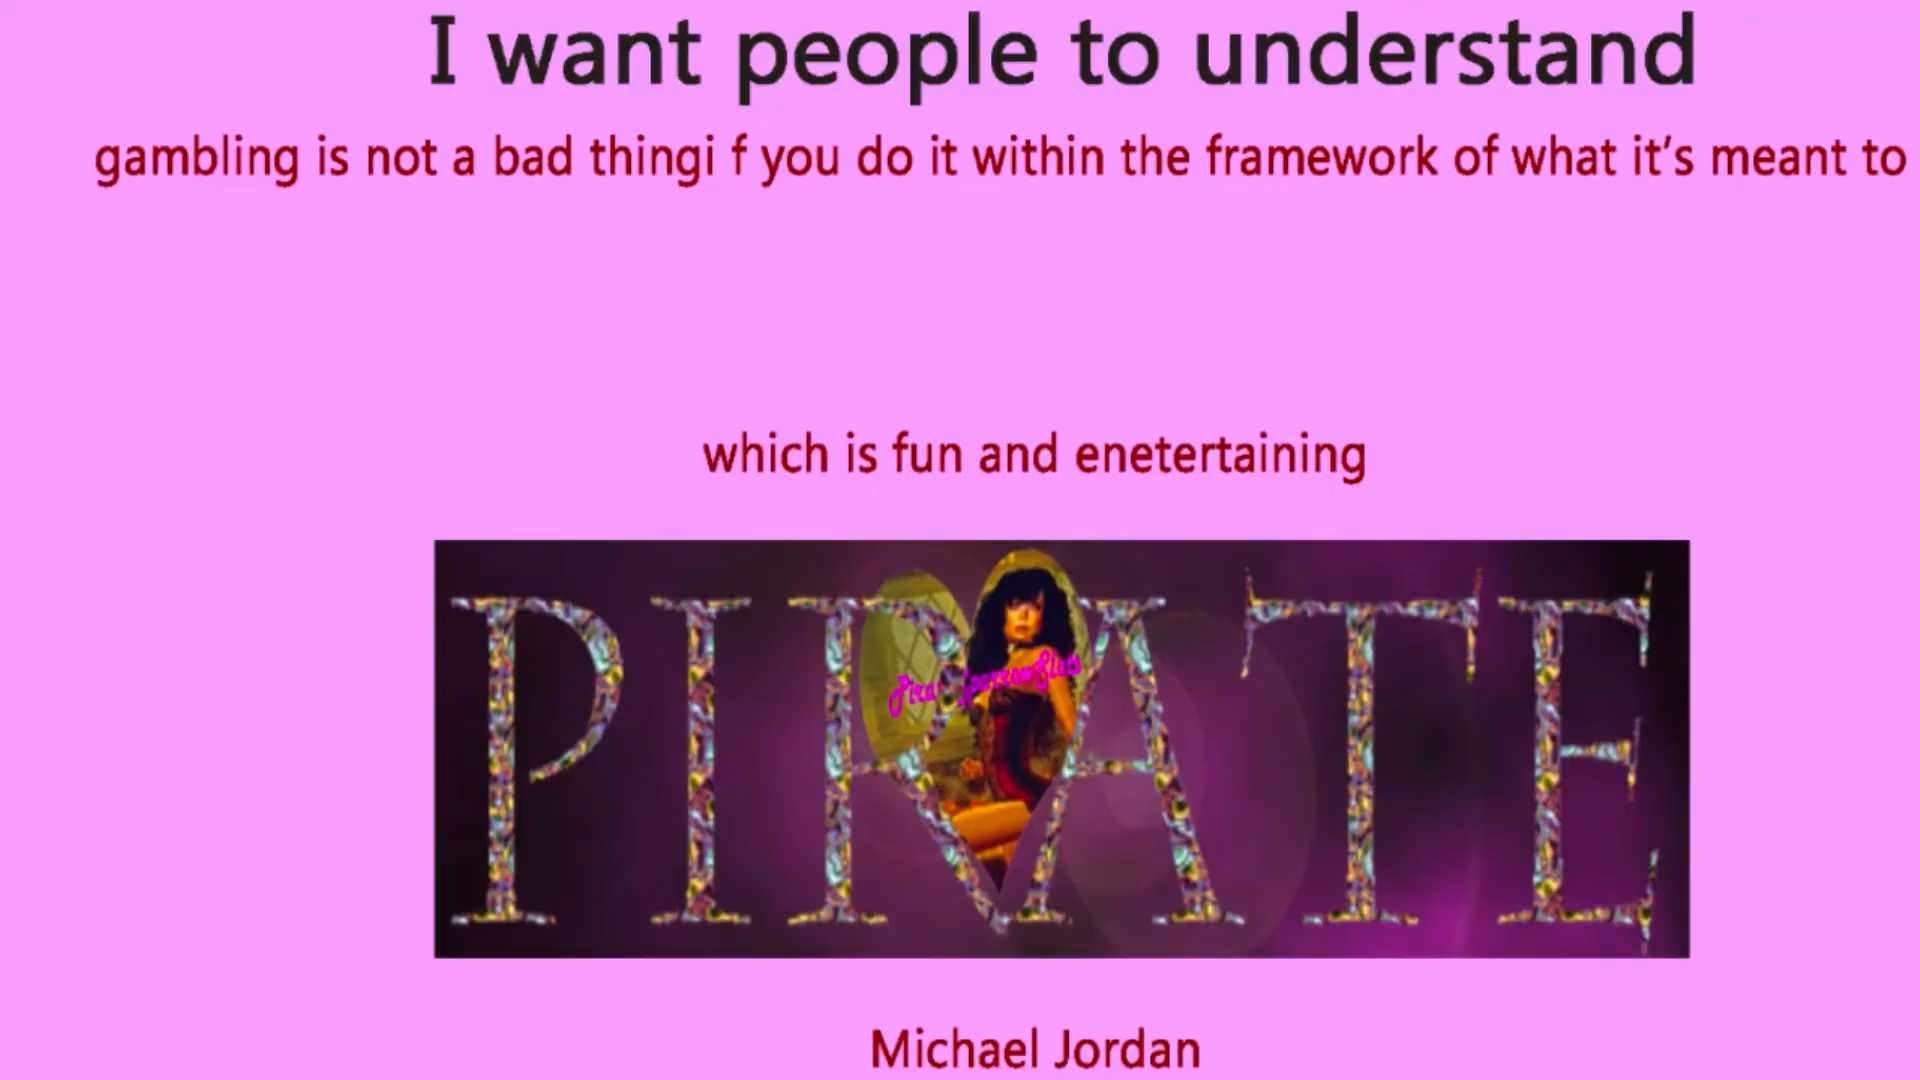 I want people to understand
gambling is not a bad thingi f you do it within the framework of what it’s meant to
which is fun and enetertaining
PIRATE
PirateSparrowSlots
Michael Jordan